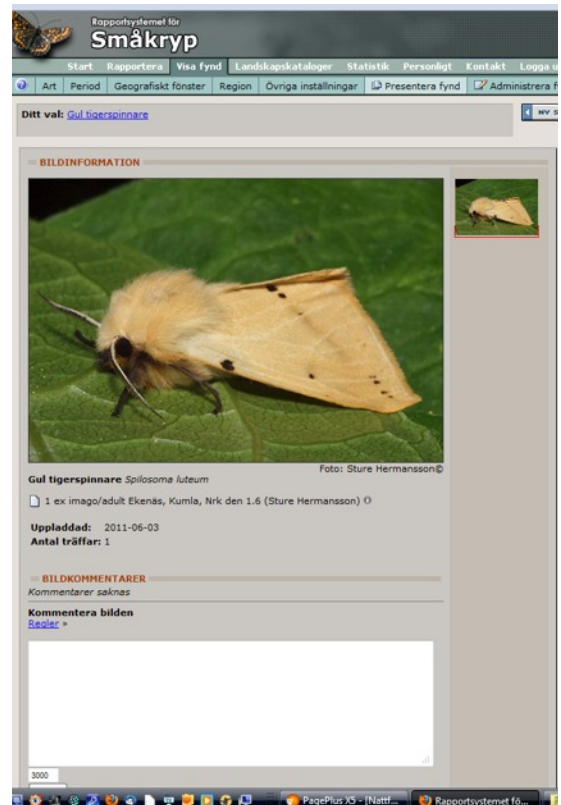 Rapportsystemet för
Småkryp
Start Rapportera Visa fynd Landskapskataloger Statistik Personligt Kontakt Logga u
Art Period Geografiskt fönster Region Övriga inställningar Presentera fynd Administrera f
Ditt val: Gul tigerspinnare
NY S
BILDINFORMATION
Foto: Sture Hermansson©
Gul tigerspinnare Spilosoma luteum
1 ex imago/adult Ekenäs, Kumla, Nrk den 1.6 (Sture Hermansson)
Uppladdad: 2011-06-03
Antal träffar: 1
BILDKOMMENTARER
Kommentarer saknas
Kommentera bilden
Regler »
3000
PagePlus X5 - [Nattf... Rapportsystemet fö...